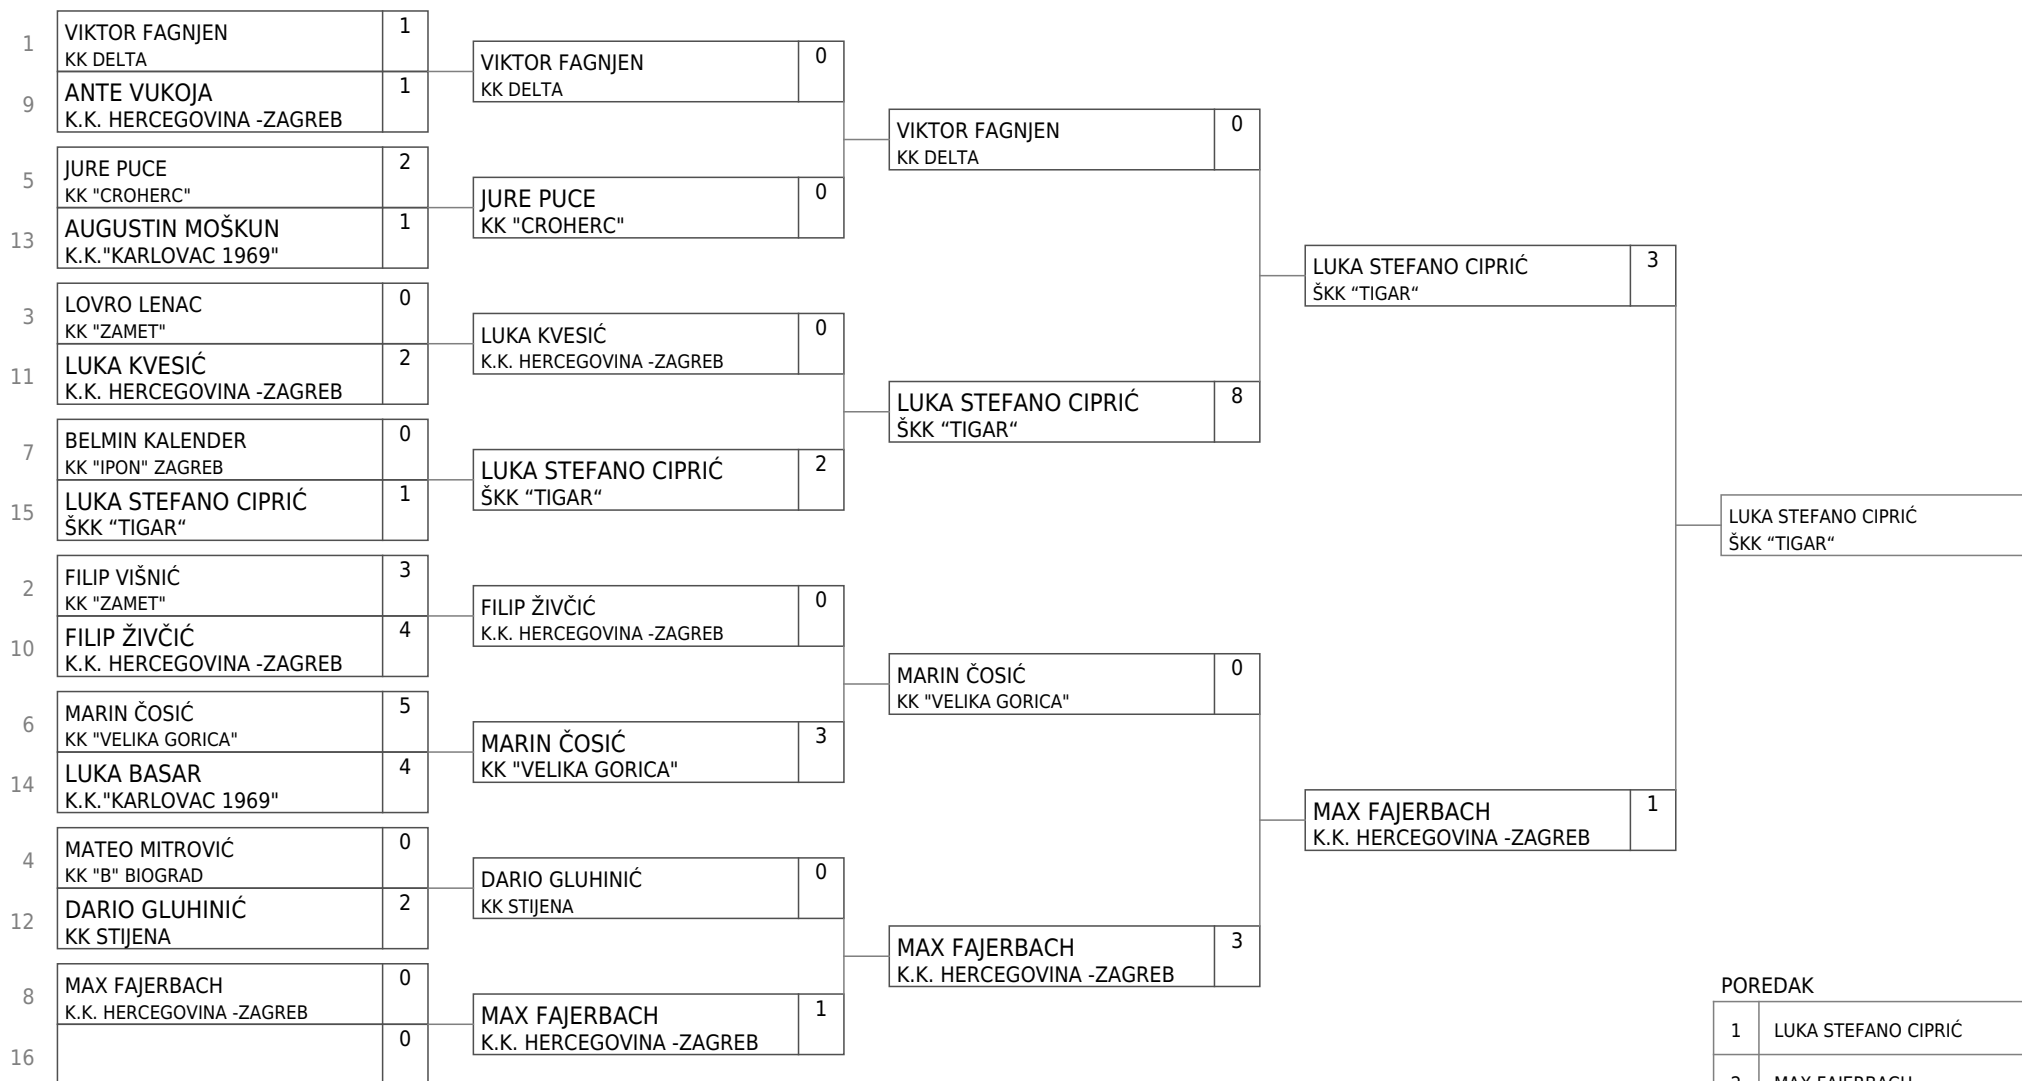 1
VIKTOR FAGNJEN
KK DELTA
1
9
ANTE VUKOJA
K.K. HERCEGOVINA -ZAGREB
1
5
JURE PUCE
KK "CROHERC"
2
13
AUGUSTIN MOŠKUN
K.K."KARLOVAC 1969"
1
3
LOVRO LENAC
KK "ZAMET"
0
11
LUKA KVESIĆ
K.K. HERCEGOVINA -ZAGREB
2
7
BELMIN KALENDER
KK "IPON" ZAGREB
0
15
LUKA STEFANO CIPRIĆ
ŠKK “TIGAR“
1
2
FILIP VIŠNIĆ
KK "ZAMET"
3
10
FILIP ŽIVČIĆ
K.K. HERCEGOVINA -ZAGREB
4
6
MARIN ČOSIĆ
KK "VELIKA GORICA"
5
14
LUKA BASAR
K.K."KARLOVAC 1969"
4
4
MATEO MITROVIĆ
KK "B" BIOGRAD
0
12
DARIO GLUHINIĆ
KK STIJENA
2
8
MAX FAJERBACH
K.K. HERCEGOVINA -ZAGREB
0
16
0
VIKTOR FAGNJEN
KK DELTA
0
JURE PUCE
KK "CROHERC"
0
LUKA KVESIĆ
K.K. HERCEGOVINA -ZAGREB
0
LUKA STEFANO CIPRIĆ
ŠKK “TIGAR“
2
FILIP ŽIVČIĆ
K.K. HERCEGOVINA -ZAGREB
0
MARIN ČOSIĆ
KK "VELIKA GORICA"
3
DARIO GLUHINIĆ
KK STIJENA
0
MAX FAJERBACH
K.K. HERCEGOVINA -ZAGREB
1
VIKTOR FAGNJEN
KK DELTA
0
LUKA STEFANO CIPRIĆ
ŠKK “TIGAR“
8
MARIN ČOSIĆ
KK "VELIKA GORICA"
0
MAX FAJERBACH
K.K. HERCEGOVINA -ZAGREB
3
LUKA STEFANO CIPRIĆ
ŠKK “TIGAR“
3
MAX FAJERBACH
K.K. HERCEGOVINA -ZAGREB
1
LUKA STEFANO CIPRIĆ
ŠKK “TIGAR“
POREDAK
1 LUKA STEFANO CIPRIĆ
2 MAX FAJERBACH